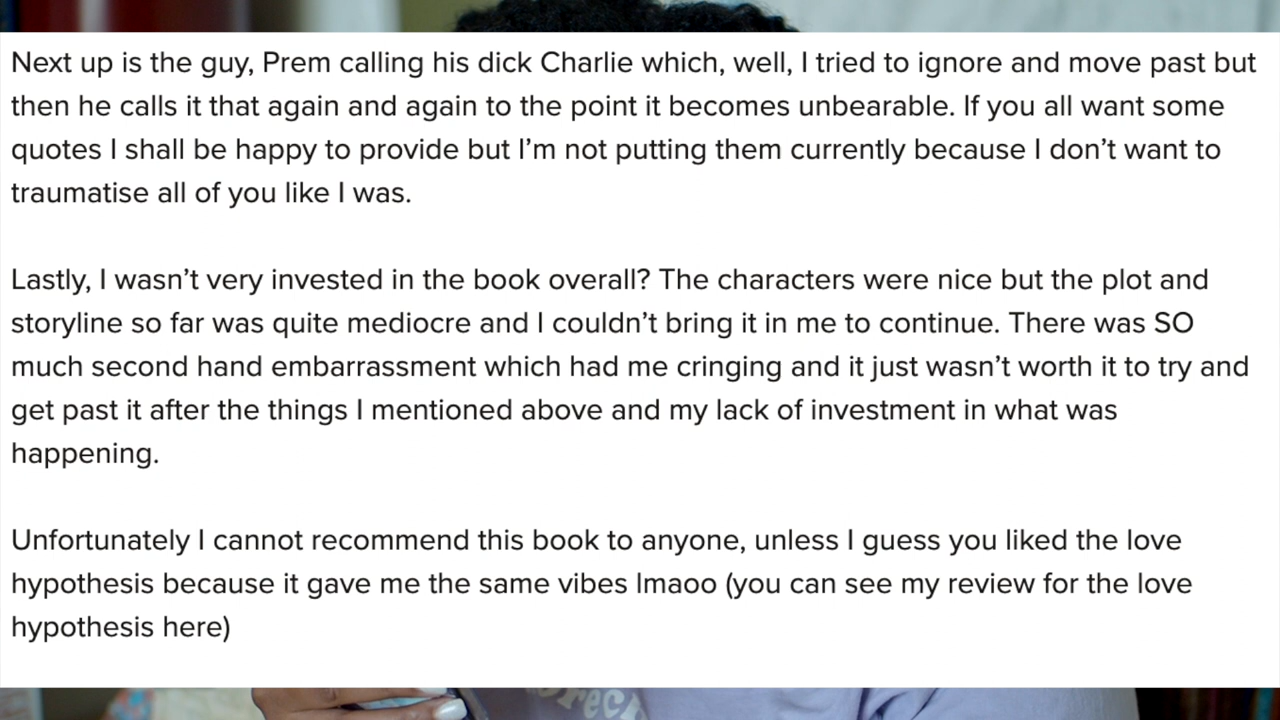 Next up is the guy, Prem calling his dick Charlie which, well, I tried to ignore and move past but
then he calls it that again and again to the point it becomes unbearable. If you all want some
quotes I shall be happy to provide but I’m not putting them currently because I don’t want to
traumatise all of you like I was.
Lastly, I wasn’t very invested in the book overall? The characters were nice but the plot and
storyline so far was quite mediocre and I couldn’t bring it in me to continue. There was SO
much second hand embarrassment which had me cringing and it just wasn’t worth it to try and
get past it after the things I mentioned above and my lack of investment in what was
happening.
Unfortunately I cannot recommend this book to anyone, unless I guess you liked the love
hypothesis because it gave me the same vibes lmaoo (you can see my review for the love
hypothesis here)